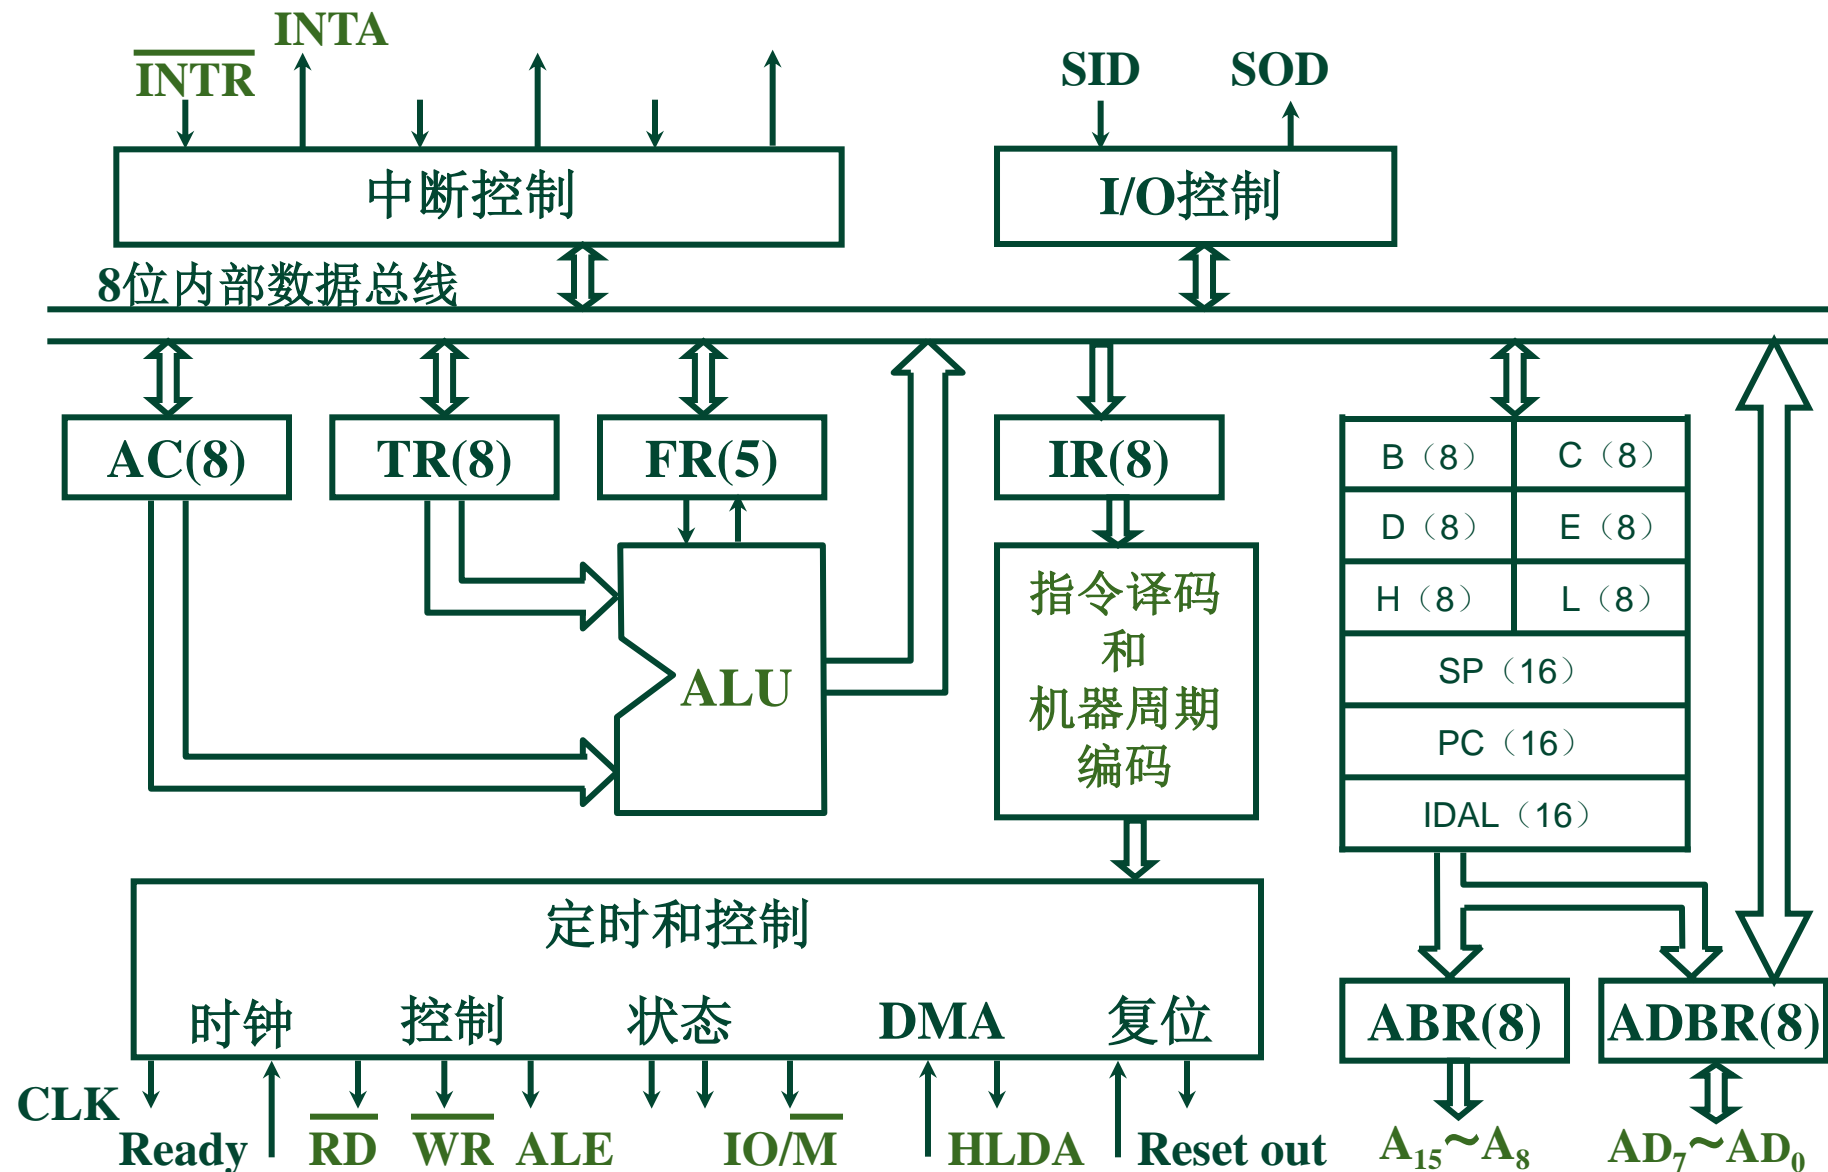 INTA
I̅N̅T̅R̅
SID
SOD
中断控制
I/O控制
8位内部数据总线
AC(8)
TR(8)
FR(5)
IR(8)
B（8）
C（8）
D（8）
E（8）
H（8）
L（8）
SP（16）
PC（16）
IDAL（16）
ALU
指令译码
和
机器周期
编码
定时和控制
时钟
控制
状态
DMA
复位
ABR(8)
ADBR(8)
CLK
Ready
R̅D̅
W̅R̅
ALE
IO/M̅
HLDA
Reset out
A₁₅～A₈
AD₇～AD₀